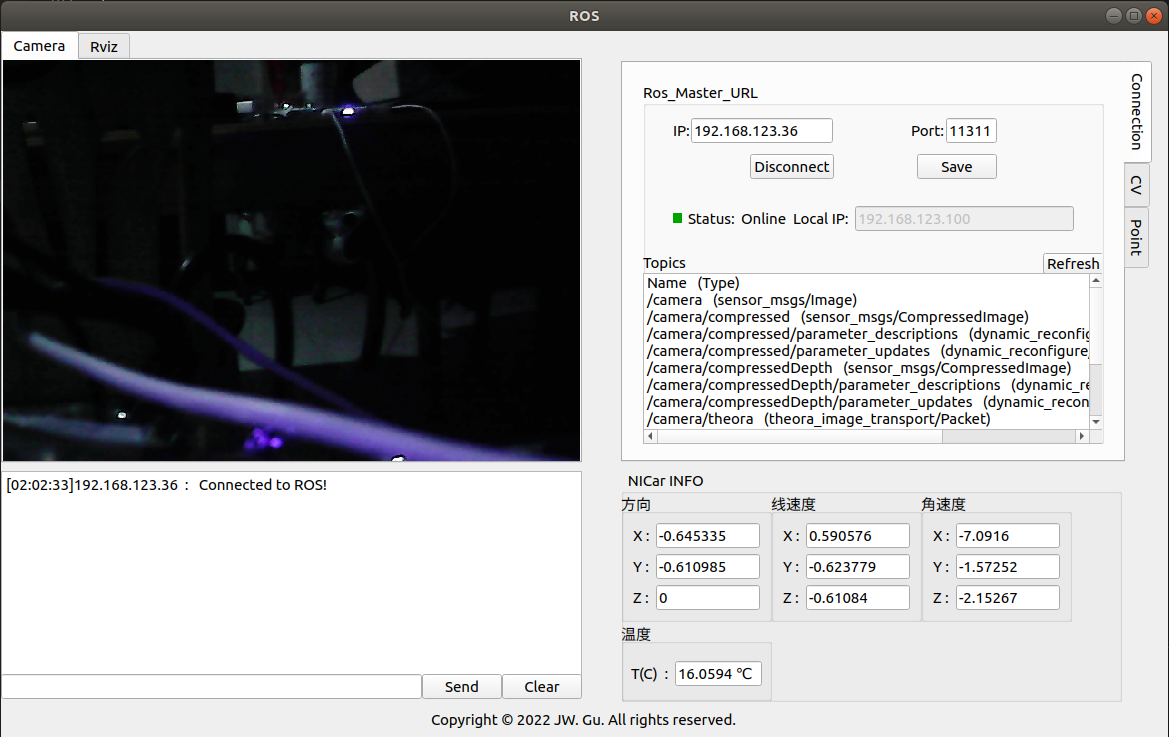 ROS
Camera
Rviz
Ros_Master_URL
IP: 192.168.123.36 Port: 11311
Disconnect Save
Status: Online Local IP: 192.168.123.100
Topics Refresh
Name (Type)
/camera (sensor_msgs/Image)
/camera/compressed (sensor_msgs/CompressedImage)
/camera/compressed/parameter_descriptions (dynamic_reconfig
/camera/compressed/parameter_updates (dynamic_reconfigure
/camera/compressedDepth (sensor_msgs/CompressedImage)
/camera/compressedDepth/parameter_descriptions (dynamic_re
/camera/compressedDepth/parameter_updates (dynamic_recon
/camera/theora (theora_image_transport/Packet)
Connection
CV
Point
[02:02:33]192.168.123.36 : Connected to ROS!
Send Clear
NICar INFO
方向 线速度 角速度
X : -0.645335 X : 0.590576 X : -7.0916
Y : -0.610985 Y : -0.623779 Y : -1.57252
Z : 0 Z : -0.61084 Z : -2.15267
温度
T(C) : 16.0594 ℃
Copyright © 2022 JW. Gu. All rights reserved.